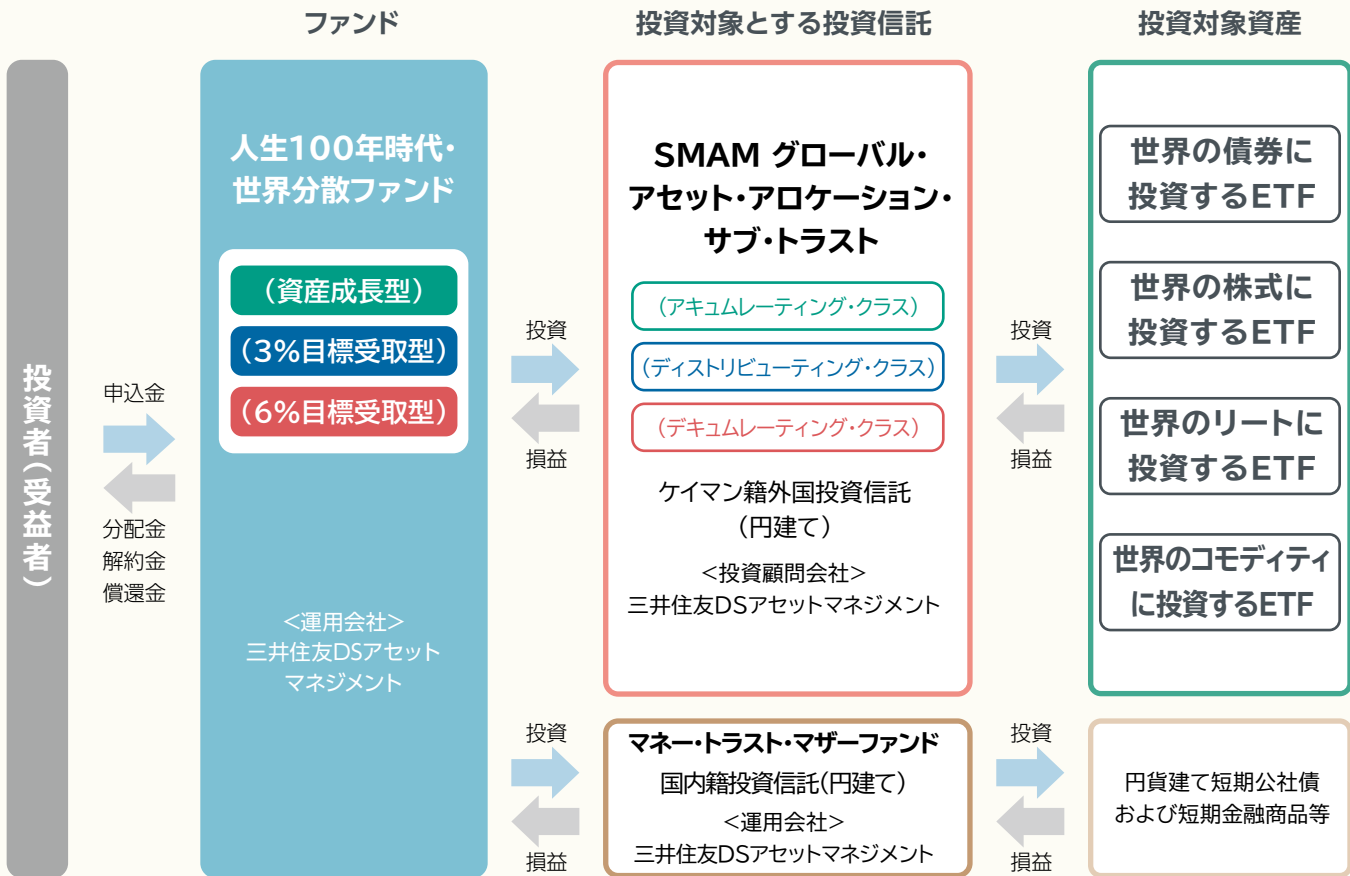 ファンド
投資対象とする投資信託
投資対象資産
投資者(受益者)
申込金
分配金
解約金
償還金
人生100年時代・
世界分散ファンド
(資産成長型)
(3%目標受取型)
(6%目標受取型)
<運用会社>
三井住友DSアセット
マネジメント
投資
損益
SMAM グローバル・
アセット・アロケーション・
サブ・トラスト
(アキュムレーティング・クラス)
(ディストリビューティング・クラス)
(デキュムレーティング・クラス)
ケイマン籍外国投資信託
(円建て)
<投資顧問会社>
三井住友DSアセットマネジメント
投資
損益
世界の債券に
投資するETF
世界の株式に
投資するETF
世界のリートに
投資するETF
世界のコモディティ
に投資するETF
投資
損益
マネー・トラスト・マザーファンド
国内籍投資信託(円建て)
<運用会社>
三井住友DSアセットマネジメント
投資
損益
円貨建て短期公社債
および短期金融商品等